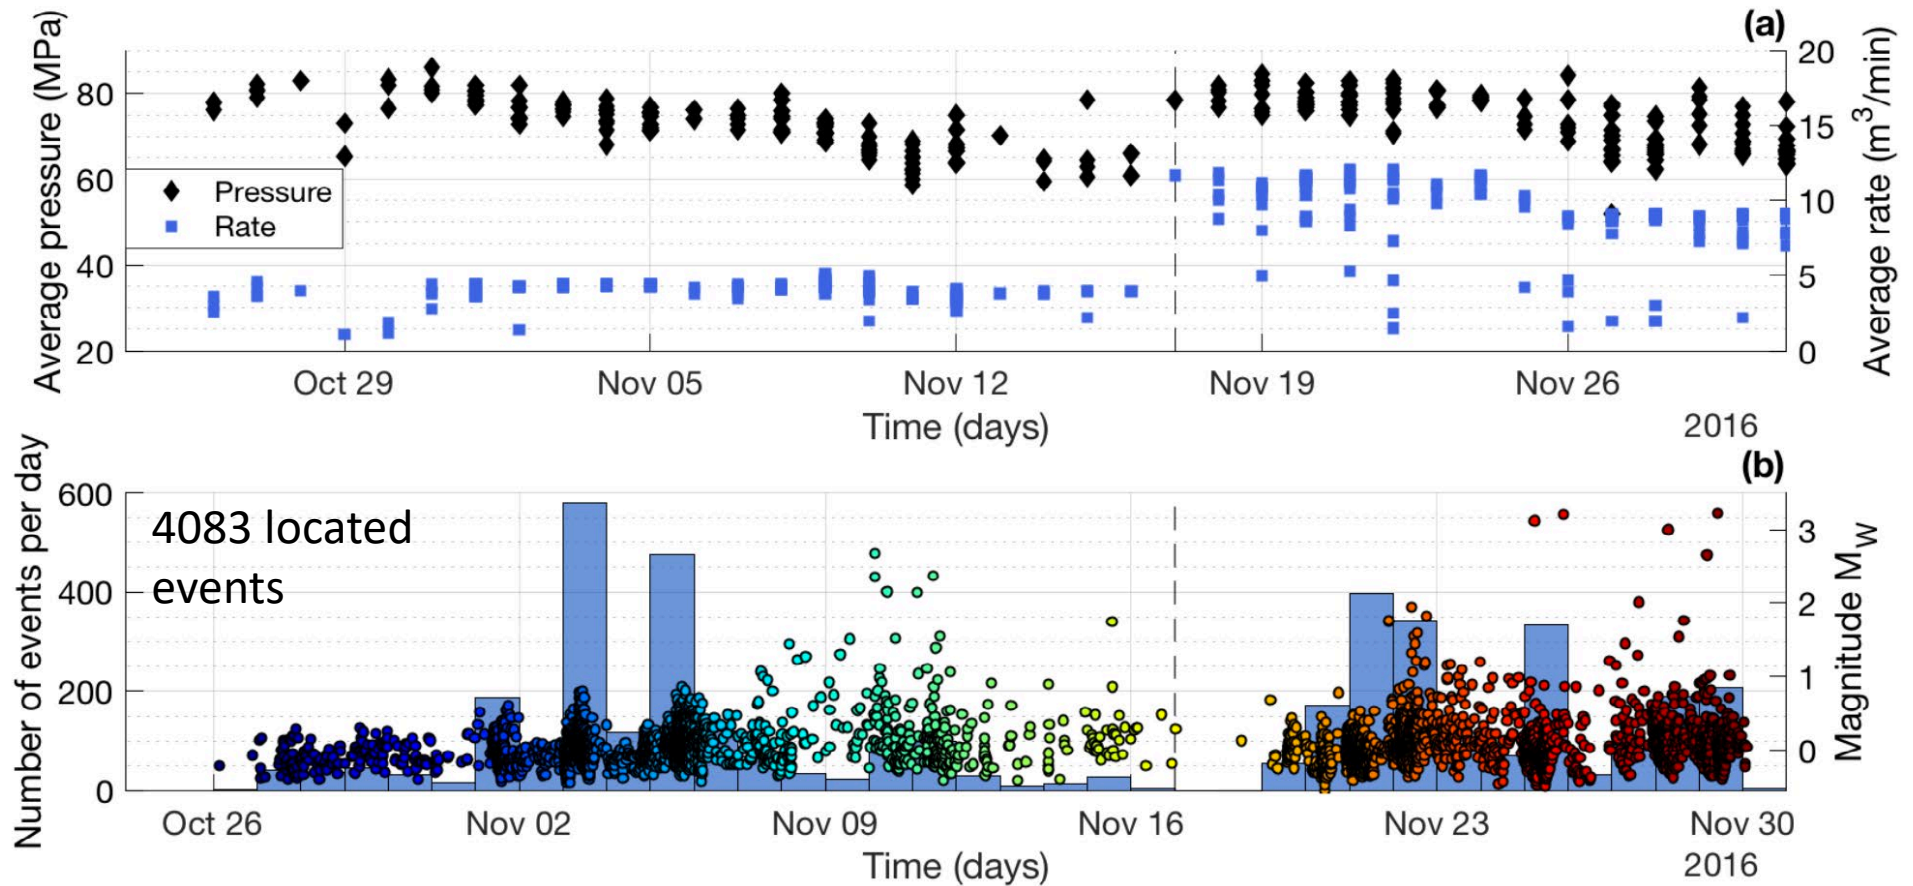 (a)
Average pressure (MPa)
80
60
40
20
Pressure
Rate
20
15
10
5
0
Average rate (m³/min)
Oct 29 Nov 05 Nov 12 Nov 19 Nov 26
Time (days)
2016
(b)
Number of events per day
600
400
200
0
4083 located
events
3
2
1
0
Magnitude M_W
Oct 26 Nov 02 Nov 09 Nov 16 Nov 23 Nov 30
Time (days)
2016